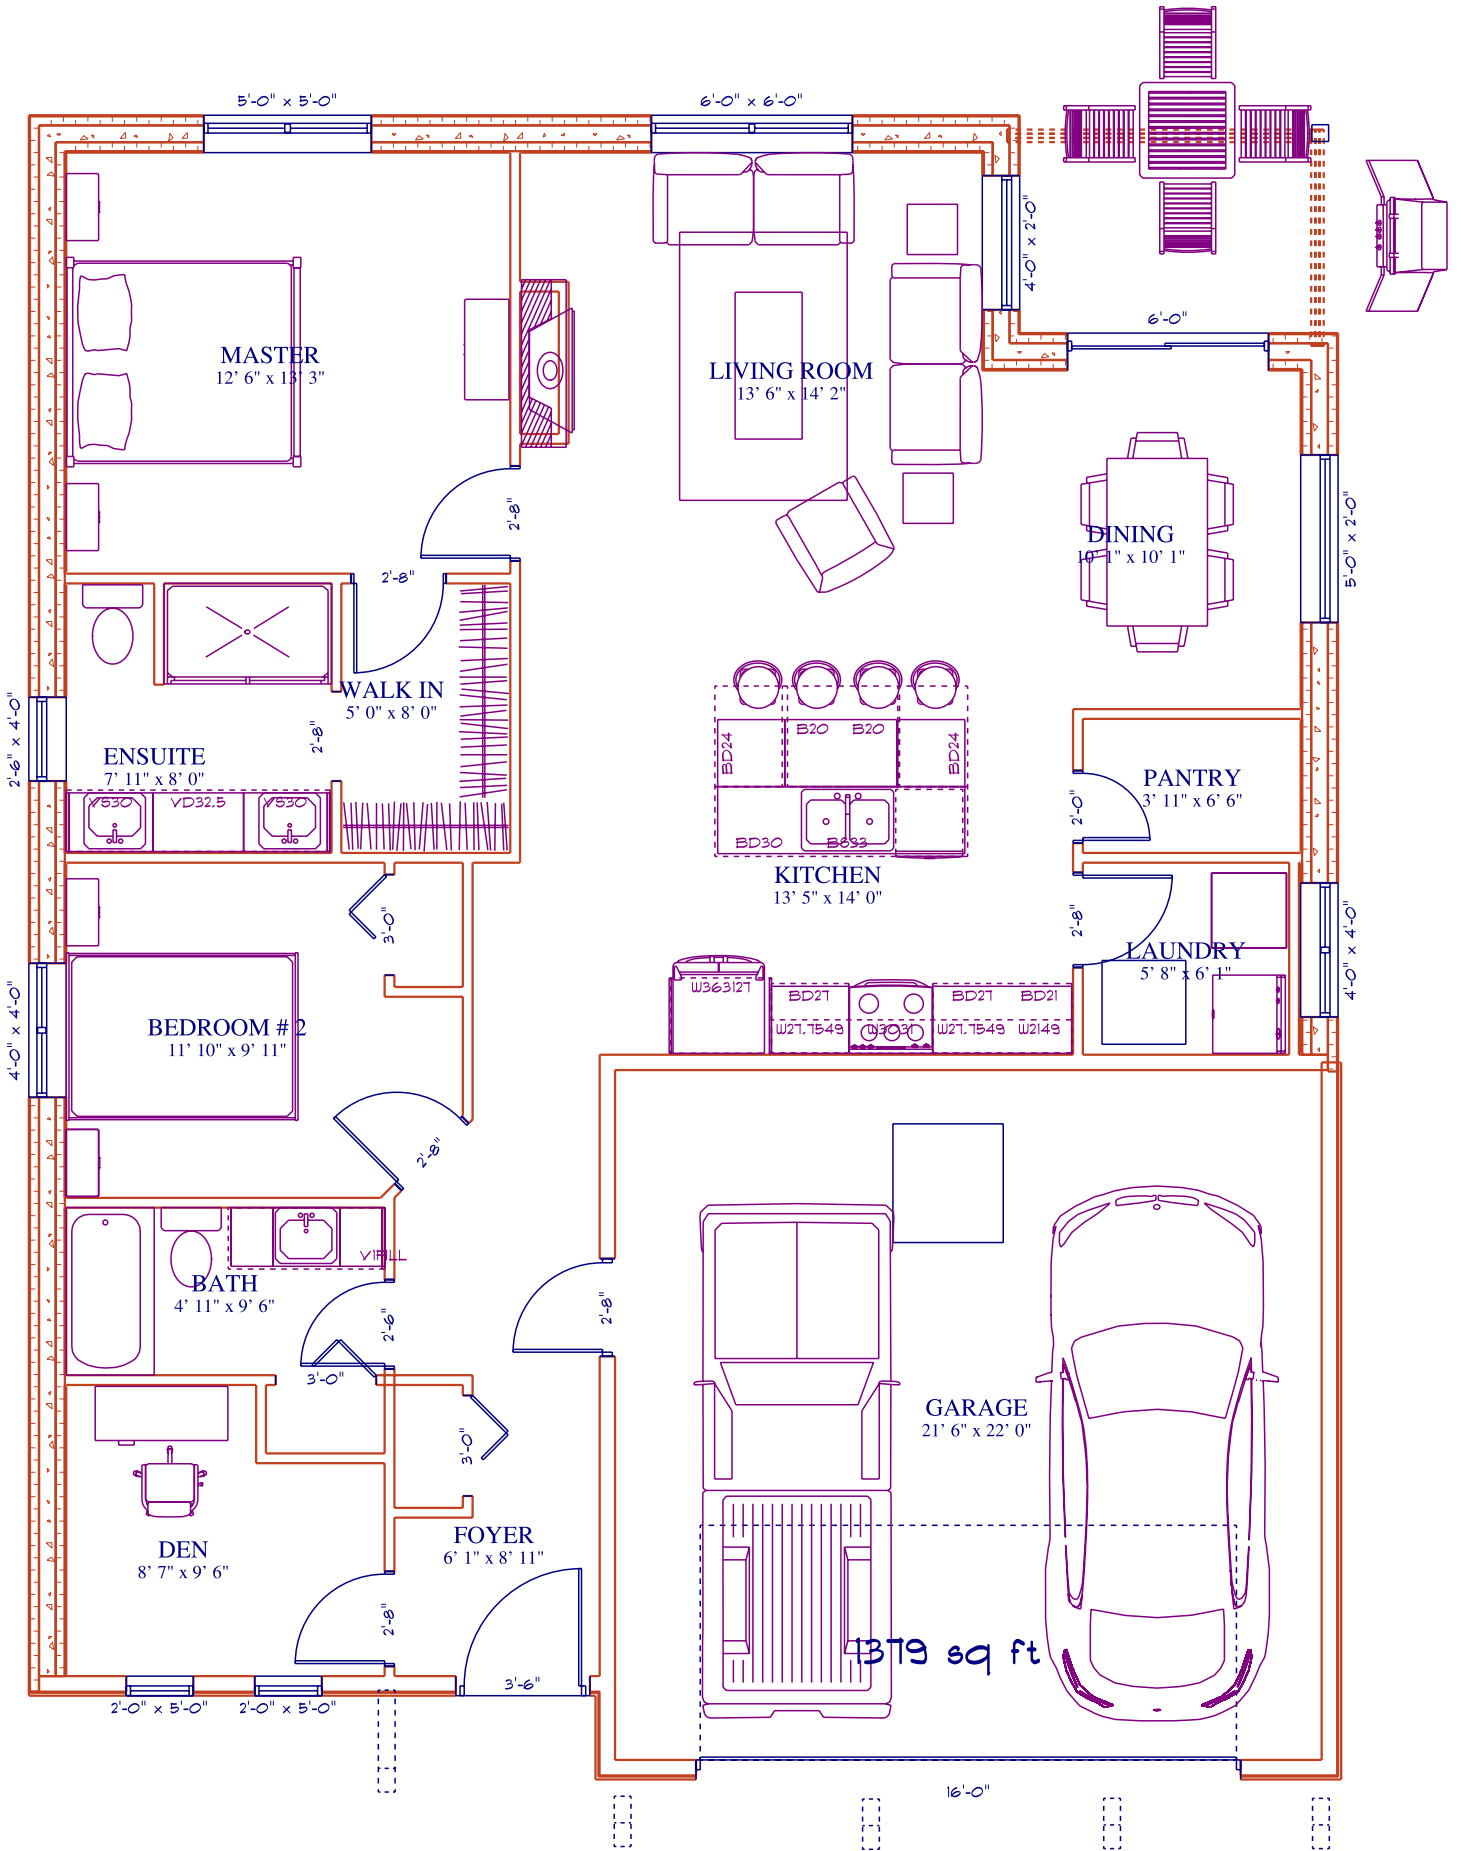 5'-0" x 5'-0"
6'-0" x 6'-0"
4'-0" x 2'-0"
6'-0"
MASTER
12' 6" x 13' 3"
LIVING ROOM
13' 6" x 14' 2"
2'-8"
DINING
10' 1" x 10' 1"
5'-0" x 2'-0"
2'-8"
WALK IN
5' 0" x 8' 0"
2'-6" x 4'-0"
2'-8"
ENSUITE
7' 11" x 8' 0"
VS30
VD32.5
VS30
BD24
B20
B20
BD24
BD30
BS33
PANTRY
3' 11" x 6' 6"
2'-0"
KITCHEN
13' 5" x 14' 0"
3'-0"
2'-8"
LAUNDRY
5' 8" x 6' 1"
4'-0" x 4'-0"
W363127
BD27
BD27
BD21
W27.7549
W3031
W27.7549
W2149
4'-0" x 4'-0"
BEDROOM # 2
11' 10" x 9' 11"
2'-8"
V1FILL
BATH
4' 11" x 9' 6"
2'-6"
2'-8"
3'-0"
3'-0"
GARAGE
21' 6" x 22' 0"
FOYER
6' 1" x 8' 11"
DEN
8' 7" x 9' 6"
2'-8"
1379 sq ft
3'-6"
2'-0" x 5'-0"
2'-0" x 5'-0"
16'-0"